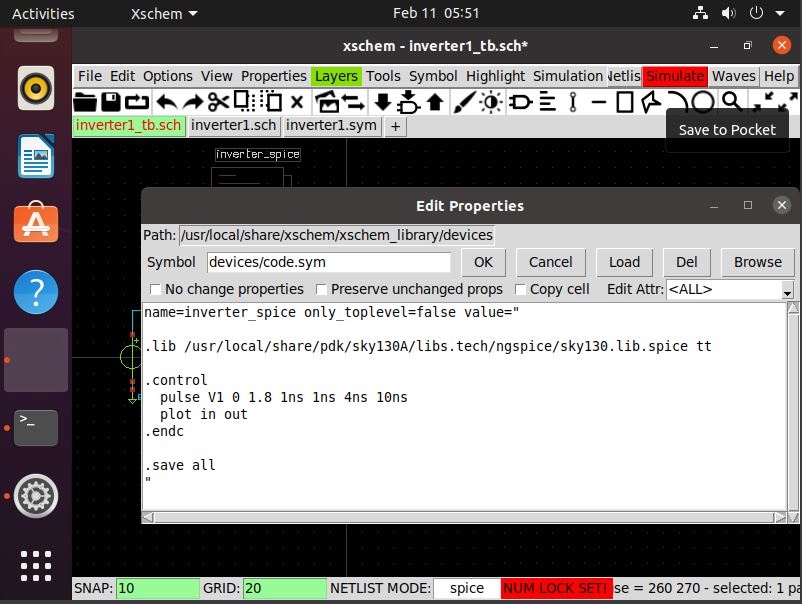 Activities Xschem Feb 11 05:51
xschem - inverter1_tb.sch*
File Edit Options View Properties Layers Tools Symbol Highlight Simulation Netlis Simulate Waves Help
Save to Pocket
inverter1_tb.sch inverter1.sch inverter1.sym +
inverter_spice
Edit Properties
Path: /usr/local/share/xschem/xschem_library/devices
Symbol devices/code.sym OK Cancel Load Del Browse
No change properties Preserve unchanged props Copy cell Edit Attr: <ALL>
name=inverter_spice only_toplevel=false value="
.lib /usr/local/share/pdk/sky130A/libs.tech/ngspice/sky130.lib.spice tt
.control
pulse V1 0 1.8 1ns 1ns 4ns 10ns
plot in out
.endc
.save all
"
>_
SNAP: 10 GRID: 20 NETLIST MODE: spice NUM LOCK SET! se = 260 270 - selected: 1 pa